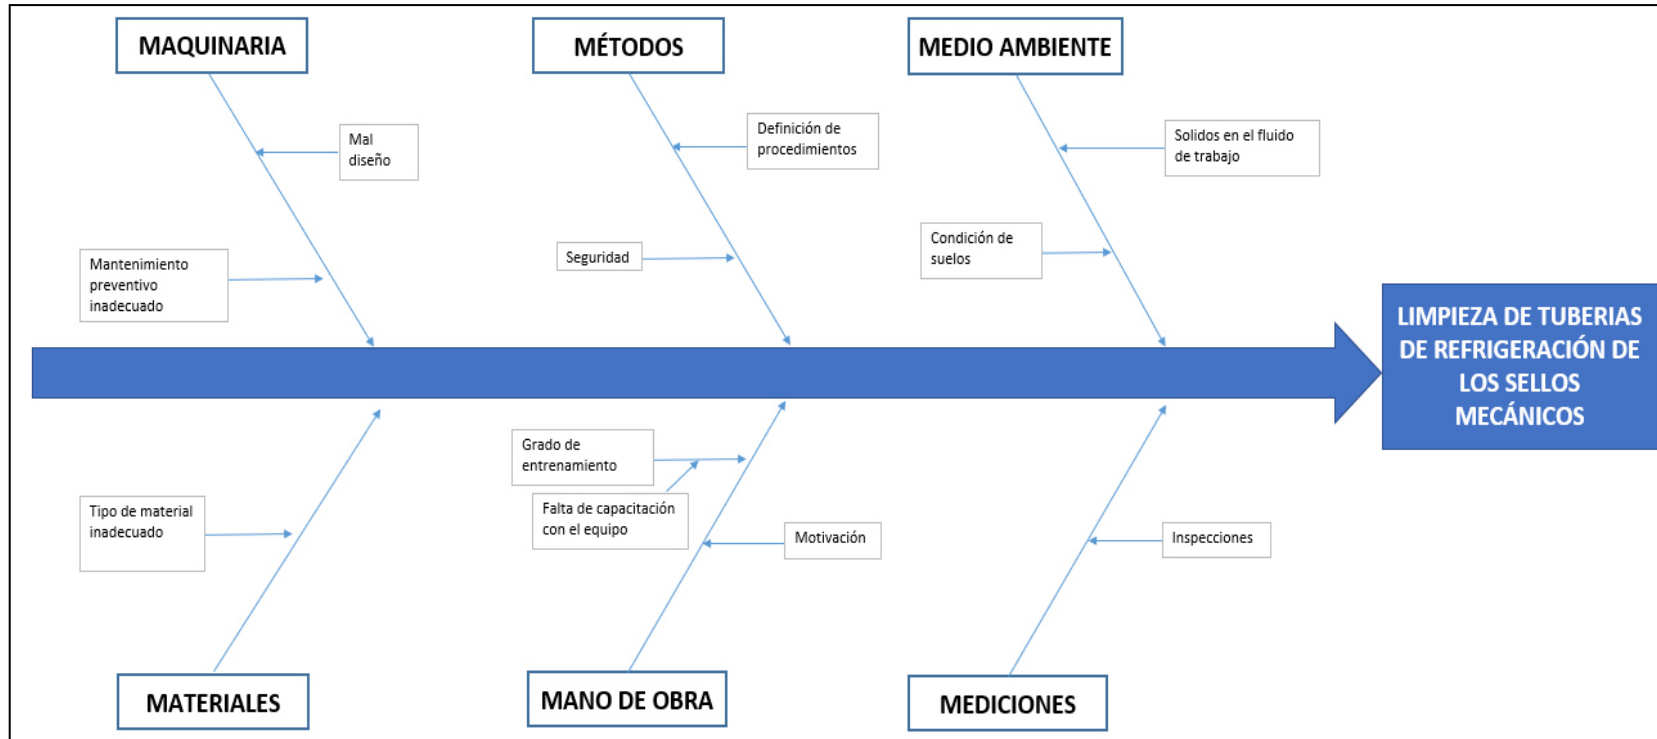 MAQUINARIA
MÉTODOS
MEDIO AMBIENTE
Mal
diseño
Definición de
procedimientos
Solidos en el fluido
de trabajo
Mantenimiento
preventivo
inadecuado
Seguridad
Condición de
suelos
LIMPIEZA DE TUBERIAS
DE REFRIGERACIÓN DE
LOS SELLOS
MECÁNICOS
Grado de
entrenamiento
Falta de capacitación
con el equipo
Tipo de material
inadecuado
Motivación
Inspecciones
MATERIALES
MANO DE OBRA
MEDICIONES